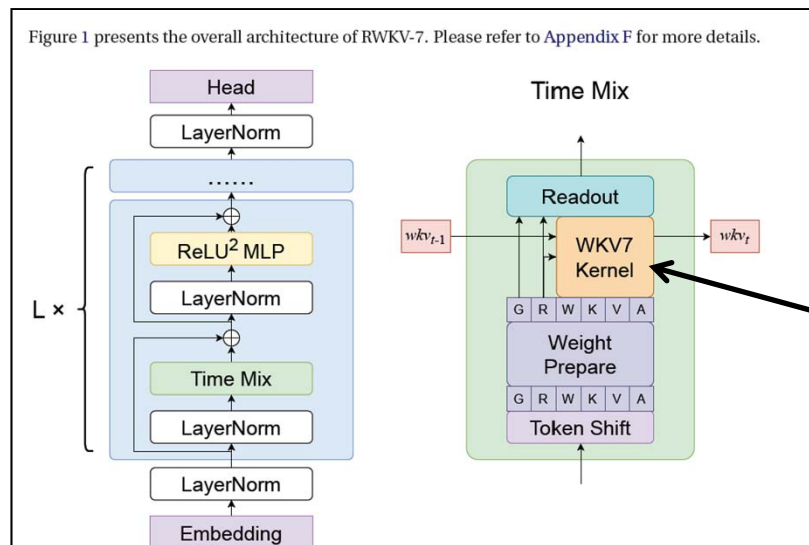 Figure 1 presents the overall architecture of RWKV-7. Please refer to Appendix F for more details.
Head
LayerNorm
......
ReLU² MLP
LayerNorm
L ×
Time Mix
LayerNorm
LayerNorm
Embedding
Time Mix
Readout
wkvₜ₋₁
WKV7
Kernel
wkvₜ
G R W K V A
Weight
Prepare
G R W K V A
Token Shift